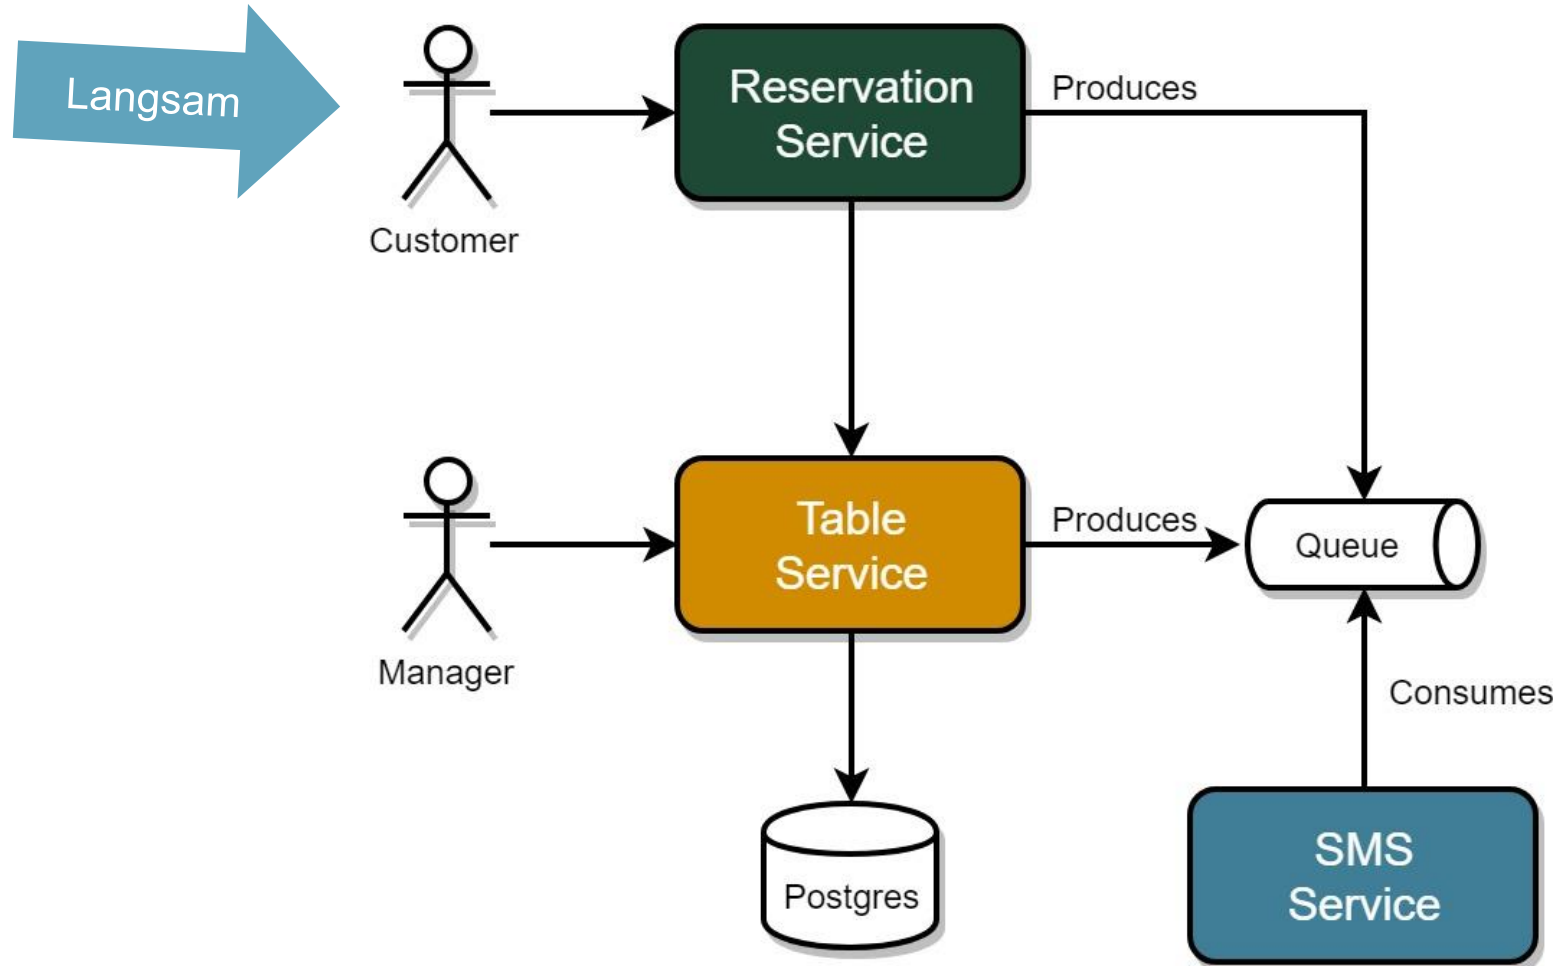 Langsam
Reservation
Service
Produces
Customer
Table
Service
Produces
Queue
Manager
Consumes
Postgres
SMS
Service